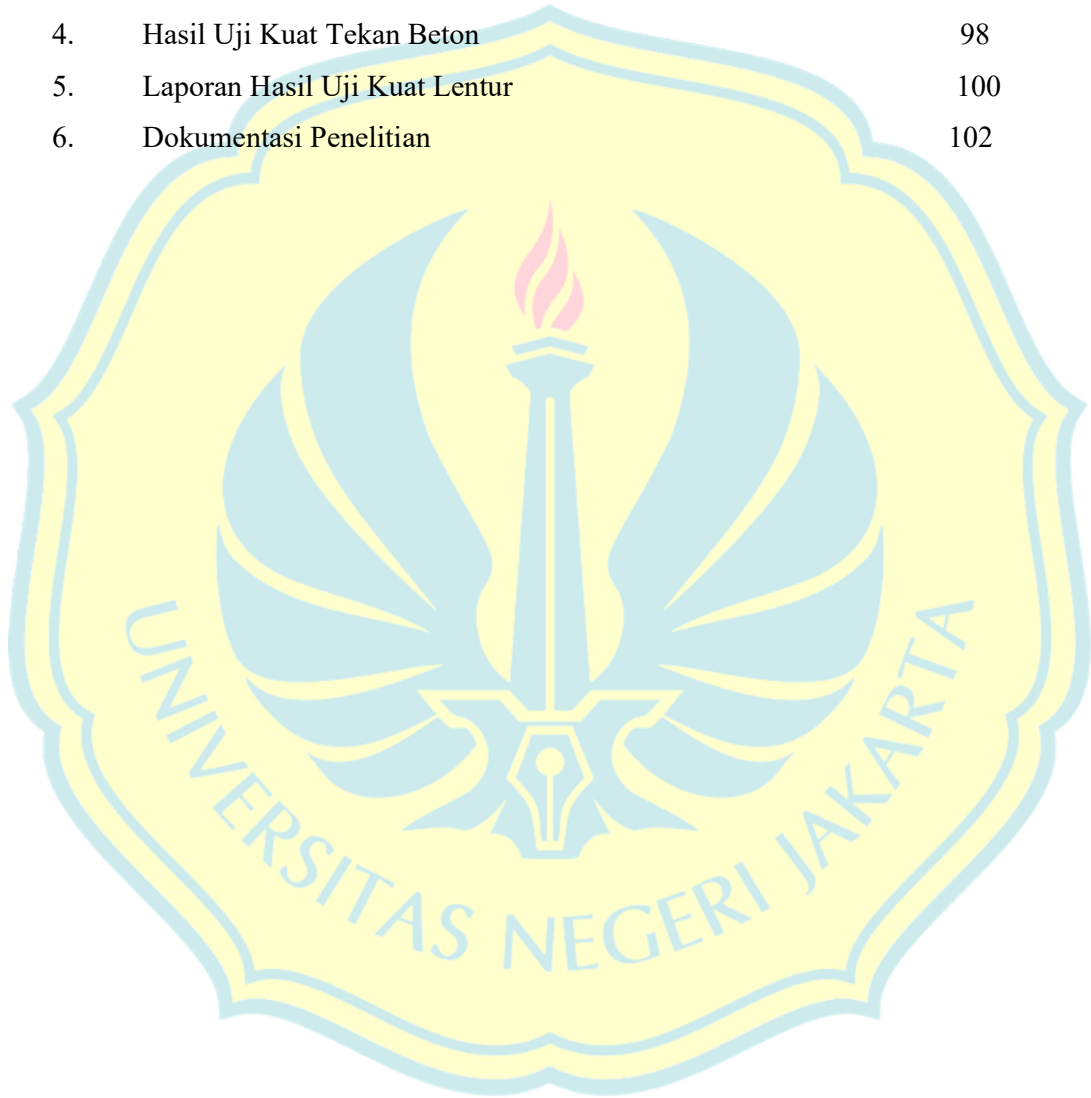 4. Hasil Uji Kuat Tekan Beton 98
5. Laporan Hasil Uji Kuat Lentur 100
6. Dokumentasi Penelitian 102
UNIVERSITAS NEGERI JAKARTA